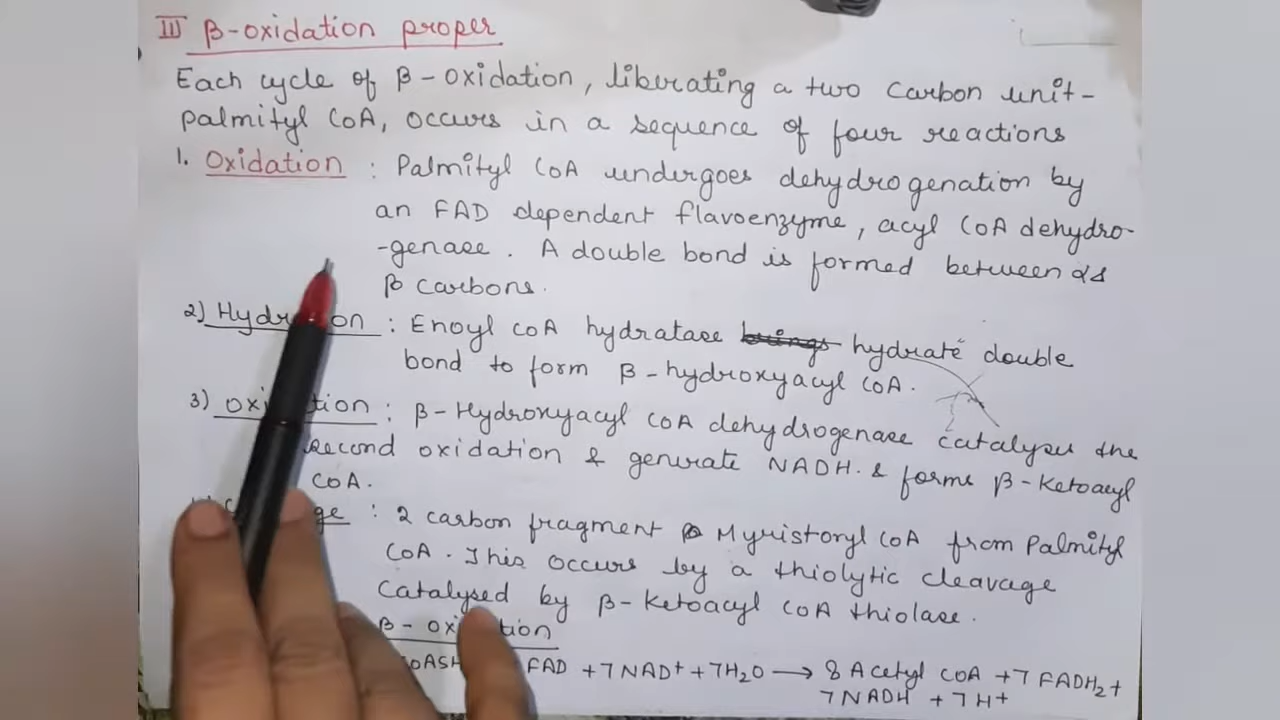 III β-oxidation proper
Each cycle of β-oxidation, liberating a two carbon unit-
palmityl CoA, occurs in a sequence of four reactions
1. Oxidation : Palmityl CoA undergoes dehydrogenation by
an FAD dependent flavoenzyme, acyl CoA dehydro-
-genase. A double bond is formed between α &
β carbons.
2) : Enoyl CoA hydratase hydrate double
bond to form β-hydroxyacyl CoA.
3) : β-Hydroxyacyl CoA dehydrogenase catalyses the
second oxidation & generate NADH. & forms β-Ketoacyl
CoA.
: 2 carbon fragment Myristoryl CoA from Palmityl
CoA. This occurs by a thiolytic cleavage
Catalysed by β-Ketoacyl CoA thiolase.
β-
FAD + 7 NAD+ + 7H2O → 8 Acetyl CoA + 7 FADH2 +
7 NADH + 7 H+